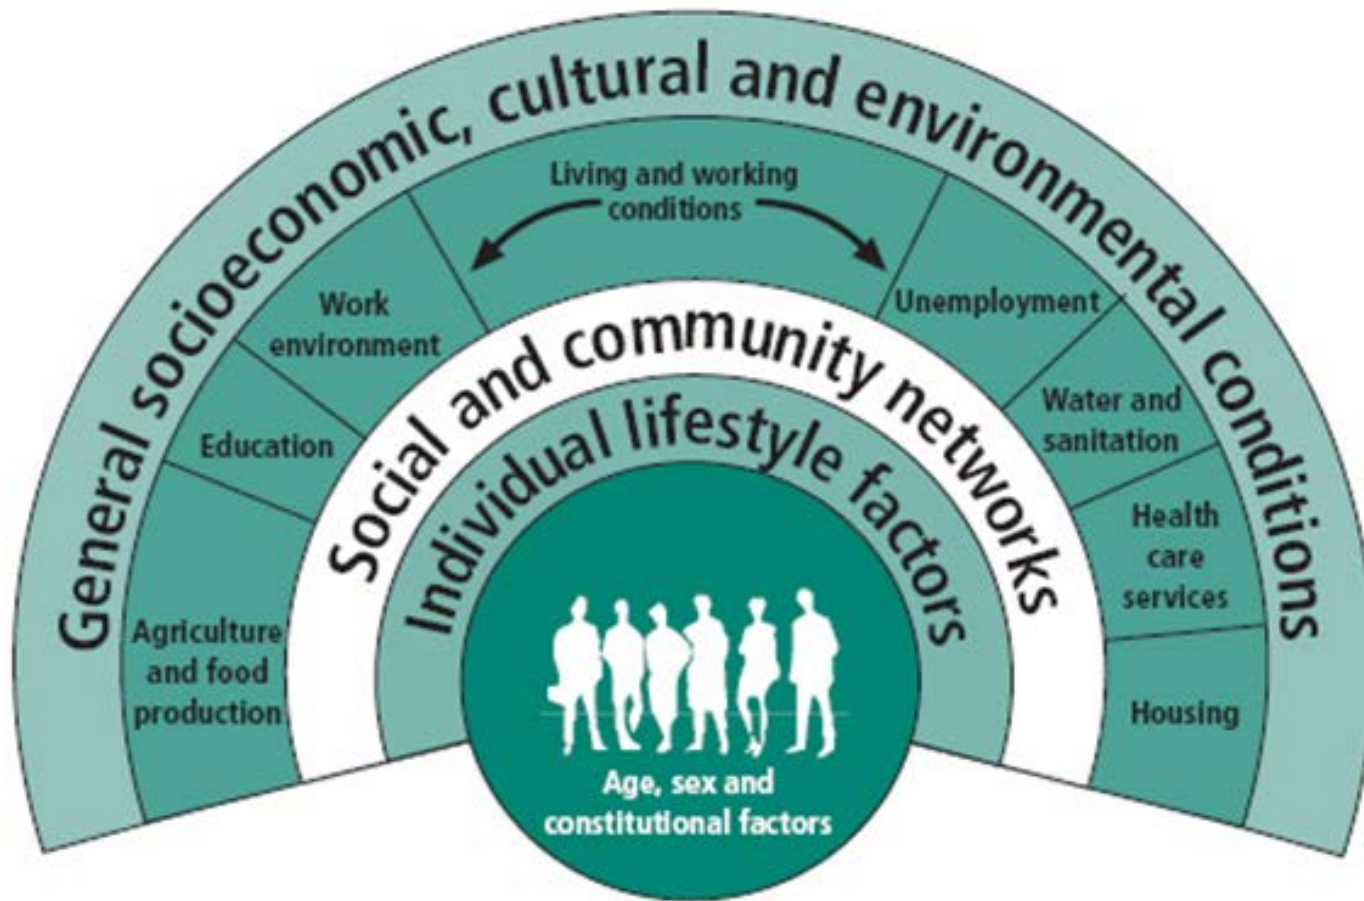 General socioeconomic, cultural and environmental conditions
Living and working
conditions
Work
environment
Unemployment
Education
Water and
sanitation
Agriculture
and food
production
Health
care
services
Housing
Social and community networks
Individual lifestyle factors
Age, sex and
constitutional factors